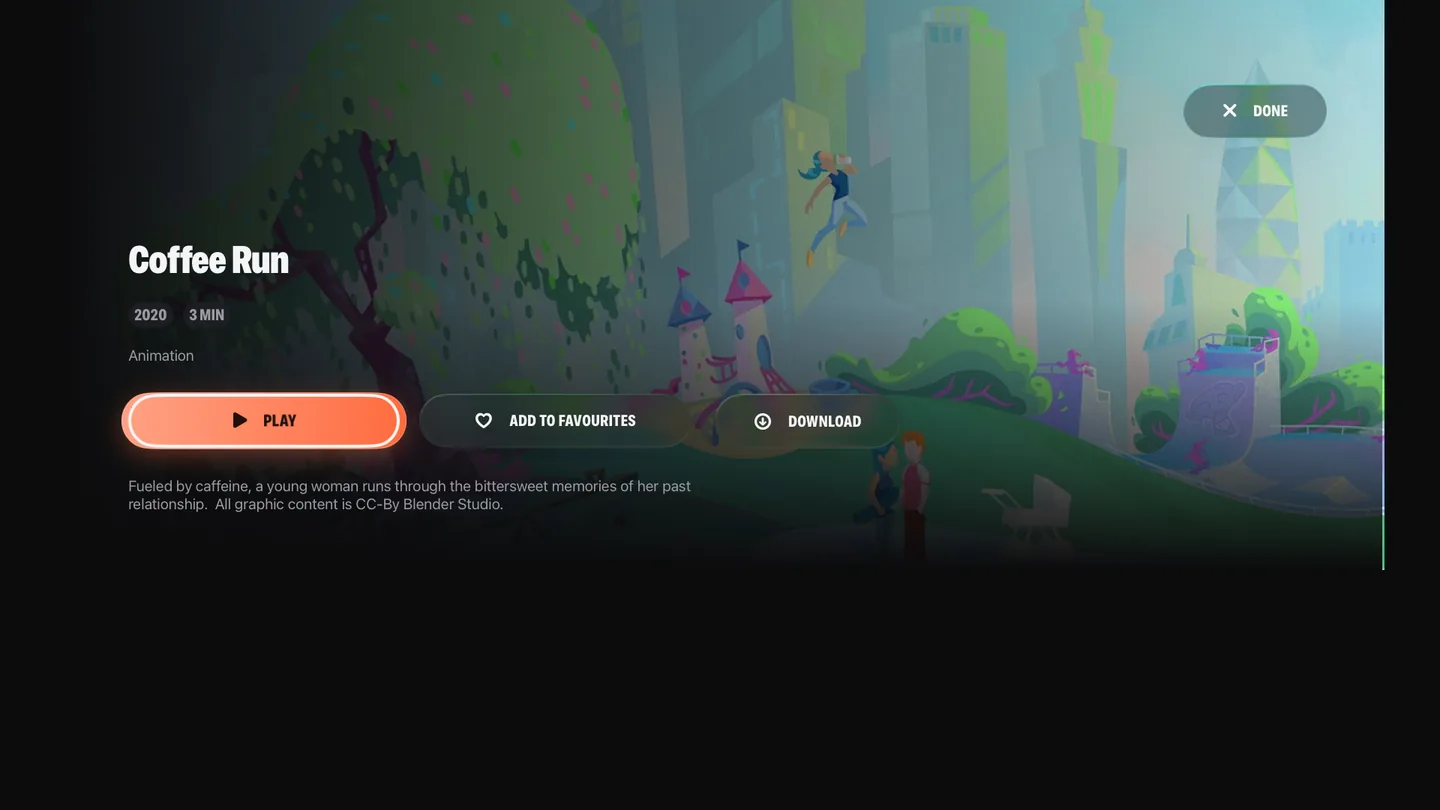 DONE
Coffee Run
2020 3 MIN
Animation
PLAY ADD TO FAVOURITES DOWNLOAD
Fueled by caffeine, a young woman runs through the bittersweet memories of her past
relationship.  All graphic content is CC-By Blender Studio.